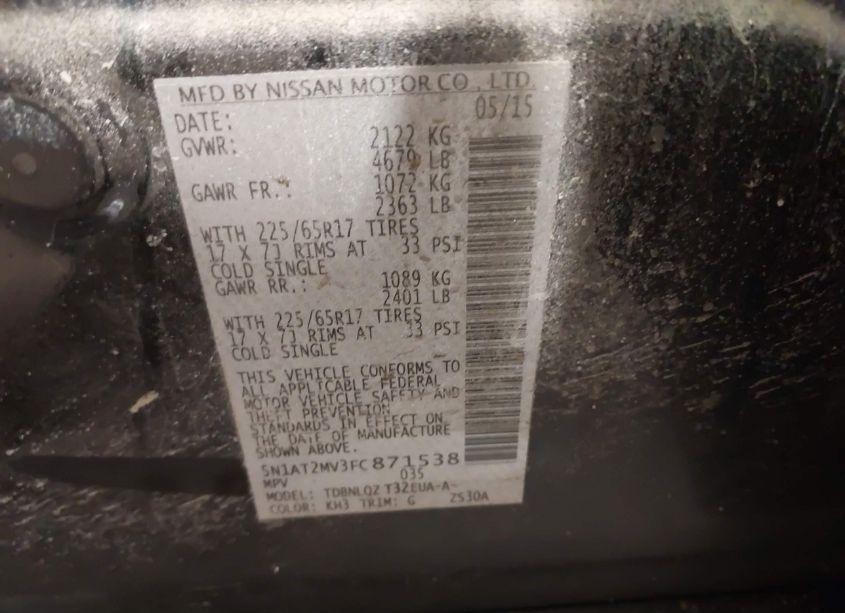 MFD BY NISSAN MOTOR CO., LTD.
DATE: 05/15
GVWR: 2122 KG
4679 LB
GAWR FR.: 1072 KG
2363 LB
WITH 225/65R17 TIRES
17 X 7J RIMS AT 33 PSI
COLD SINGLE
GAWR RR.: 1089 KG
2401 LB
WITH 225/65R17 TIRES
17 X 7J RIMS AT 33 PSI
COLD SINGLE
THIS VEHICLE CONFORMS TO
ALL APPLICABLE FEDERAL
MOTOR VEHICLE SAFETY AND
THEFT PREVENTION
STANDARDS IN EFFECT ON
THE DATE OF MANUFACTURE
SHOWN ABOVE.
5N1AT2MV3FC871538
MPV 035
MODEL: TDBNLQZ T32EUA-A-
COLOR: KH3 TRIM: G ZS30A